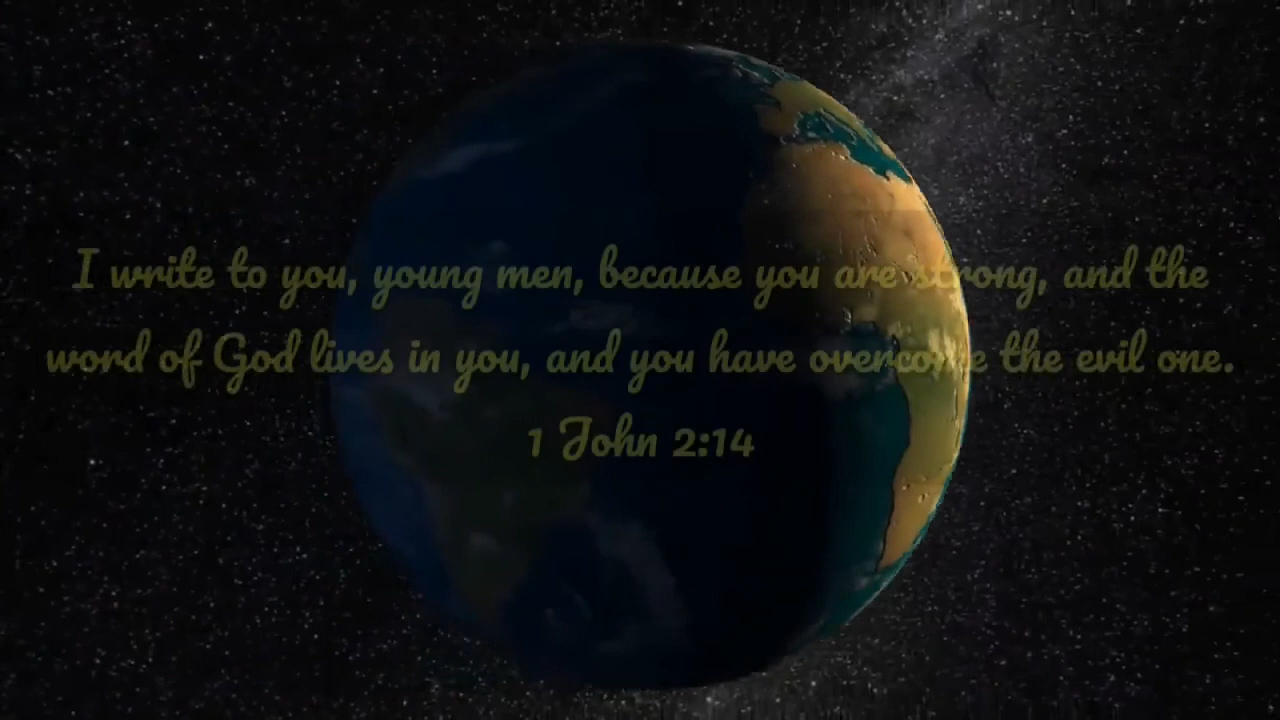 I write to you, young men, because you are strong, and the
word of God lives in you, and you have overcome the evil one.
1 John 2:14